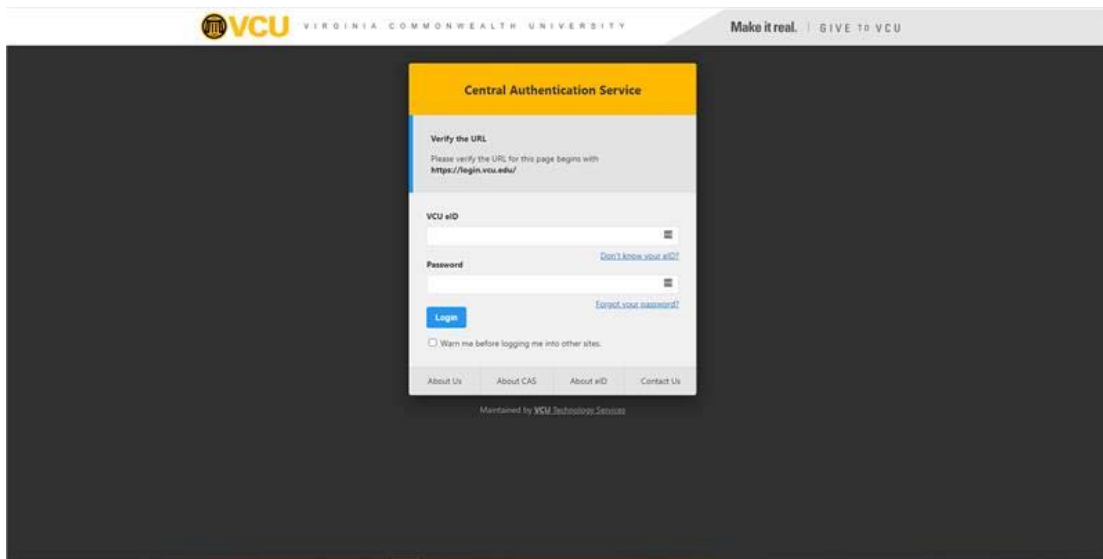 VCU VIRGINIA COMMONWEALTH UNIVERSITY Make it real. | GIVE TO VCU
Central Authentication Service
Verify the URL
Please verify the URL for this page begins with
https://login.vcu.edu/
VCU eID
Don't know your eID?
Password
Forgot your password?
Login
Warn me before logging me into other sites.
About Us About CAS About eID Contact Us
Maintained by VCU Technology Services